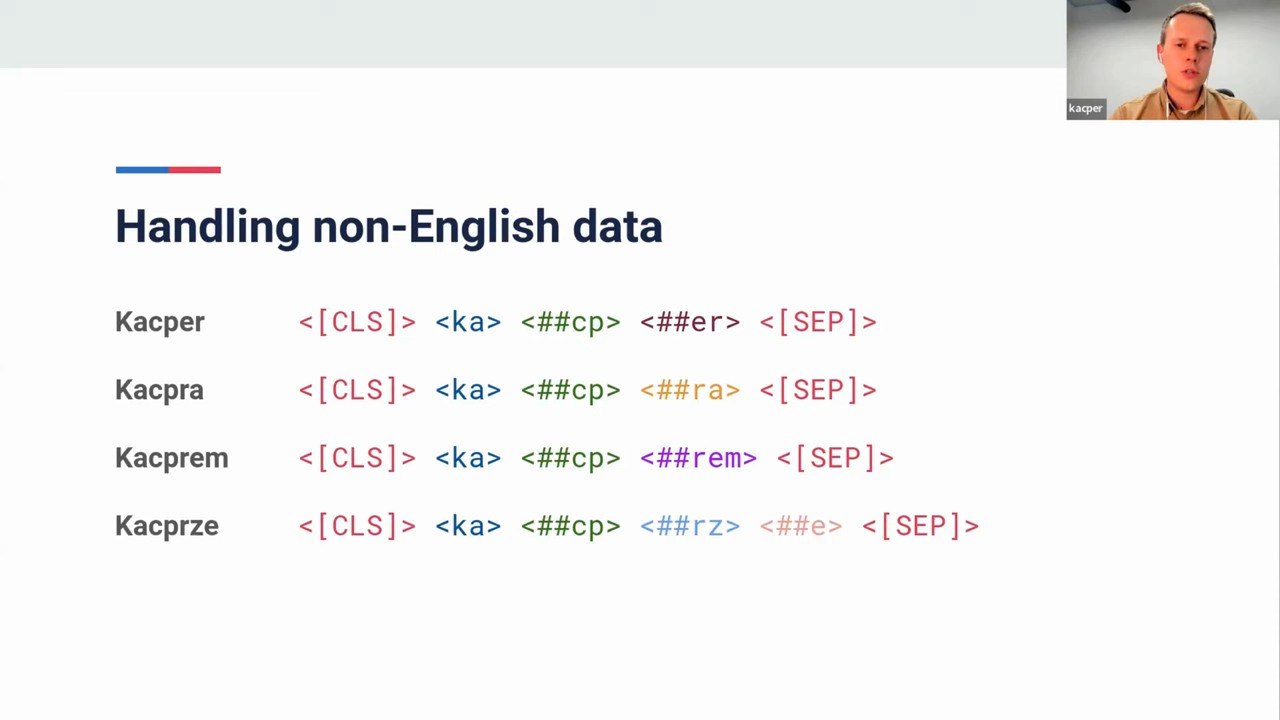 kacper
Handling non-English data
Kacper <[CLS]> <ka> <##cp> <##er> <[SEP]>
Kacpra <[CLS]> <ka> <##cp> <##ra> <[SEP]>
Kacprem <[CLS]> <ka> <##cp> <##rem> <[SEP]>
Kacprze <[CLS]> <ka> <##cp> <##rz> <##e> <[SEP]>